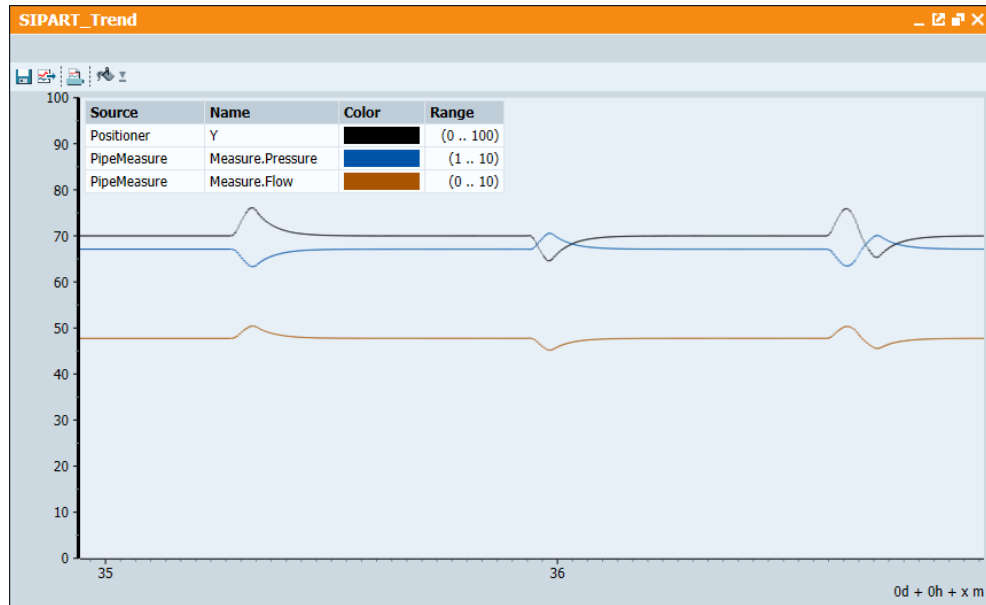 SIPART_Trend
100
Source Name Color Range
Positioner Y (0 .. 100)
90
PipeMeasure Measure.Pressure (1 .. 10)
PipeMeasure Measure.Flow (0 .. 10)
80
70
60
50
40
30
20
10
0
35 36
0d + 0h + x m